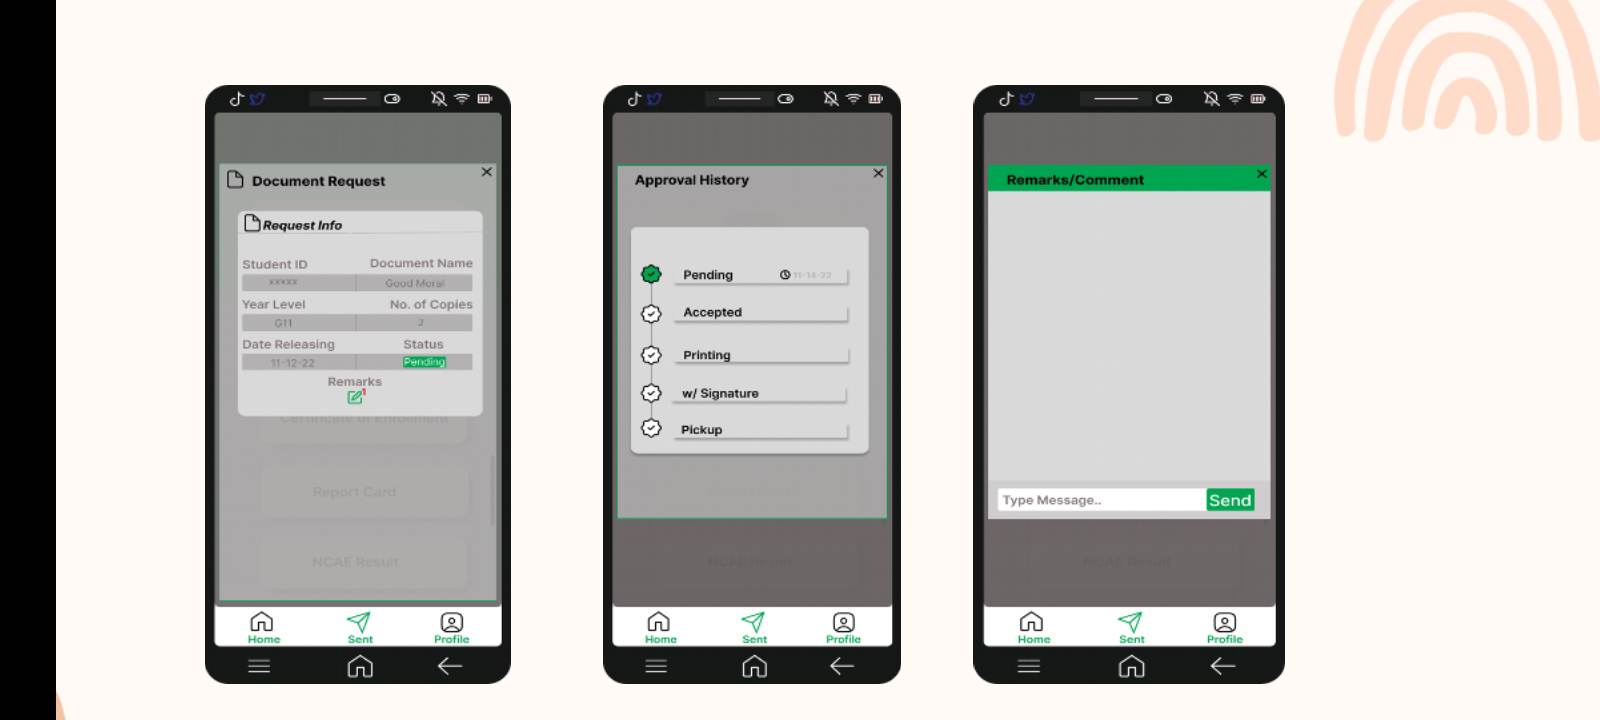 Document Request
Request Info
Student ID Document Name
xxxxx Good Moral
Year Level No. of Copies
G11 2
Date Releasing Status
11-12-22 Pending
Remarks
1
Certificate of Enrollment
Report Card
NCAE Result
Home Sent Profile
Approval History
Pending 11-14-22
Accepted
Printing
w/ Signature
Pickup
NCAE Result
Home Sent Profile
Remarks/Comment
Type Message.. Send
NCAE Result
Home Sent Profile